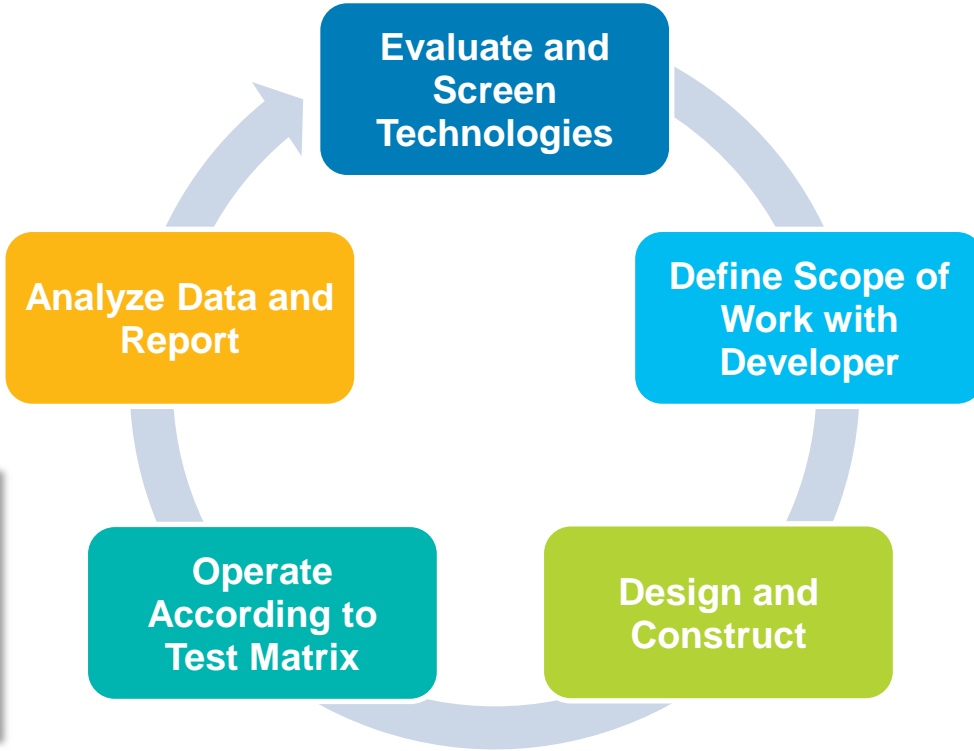 Evaluate and
Screen
Technologies
Define Scope of
Work with
Developer
Design and
Construct
Operate
According to
Test Matrix
Analyze Data and
Report